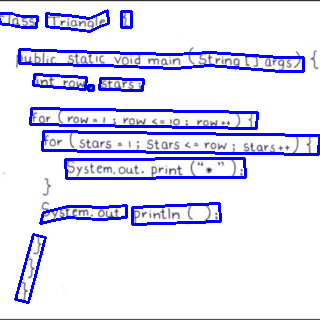 class Triangle {
public static void main (String [] args) {
int row, stars;
for (row = 1 ; row <= 10 ; row ++) {
for (stars = 1 ; stars <= row ; stars ++) {
System.out. print ("*");
}
System.out. println ( );
}
}
}